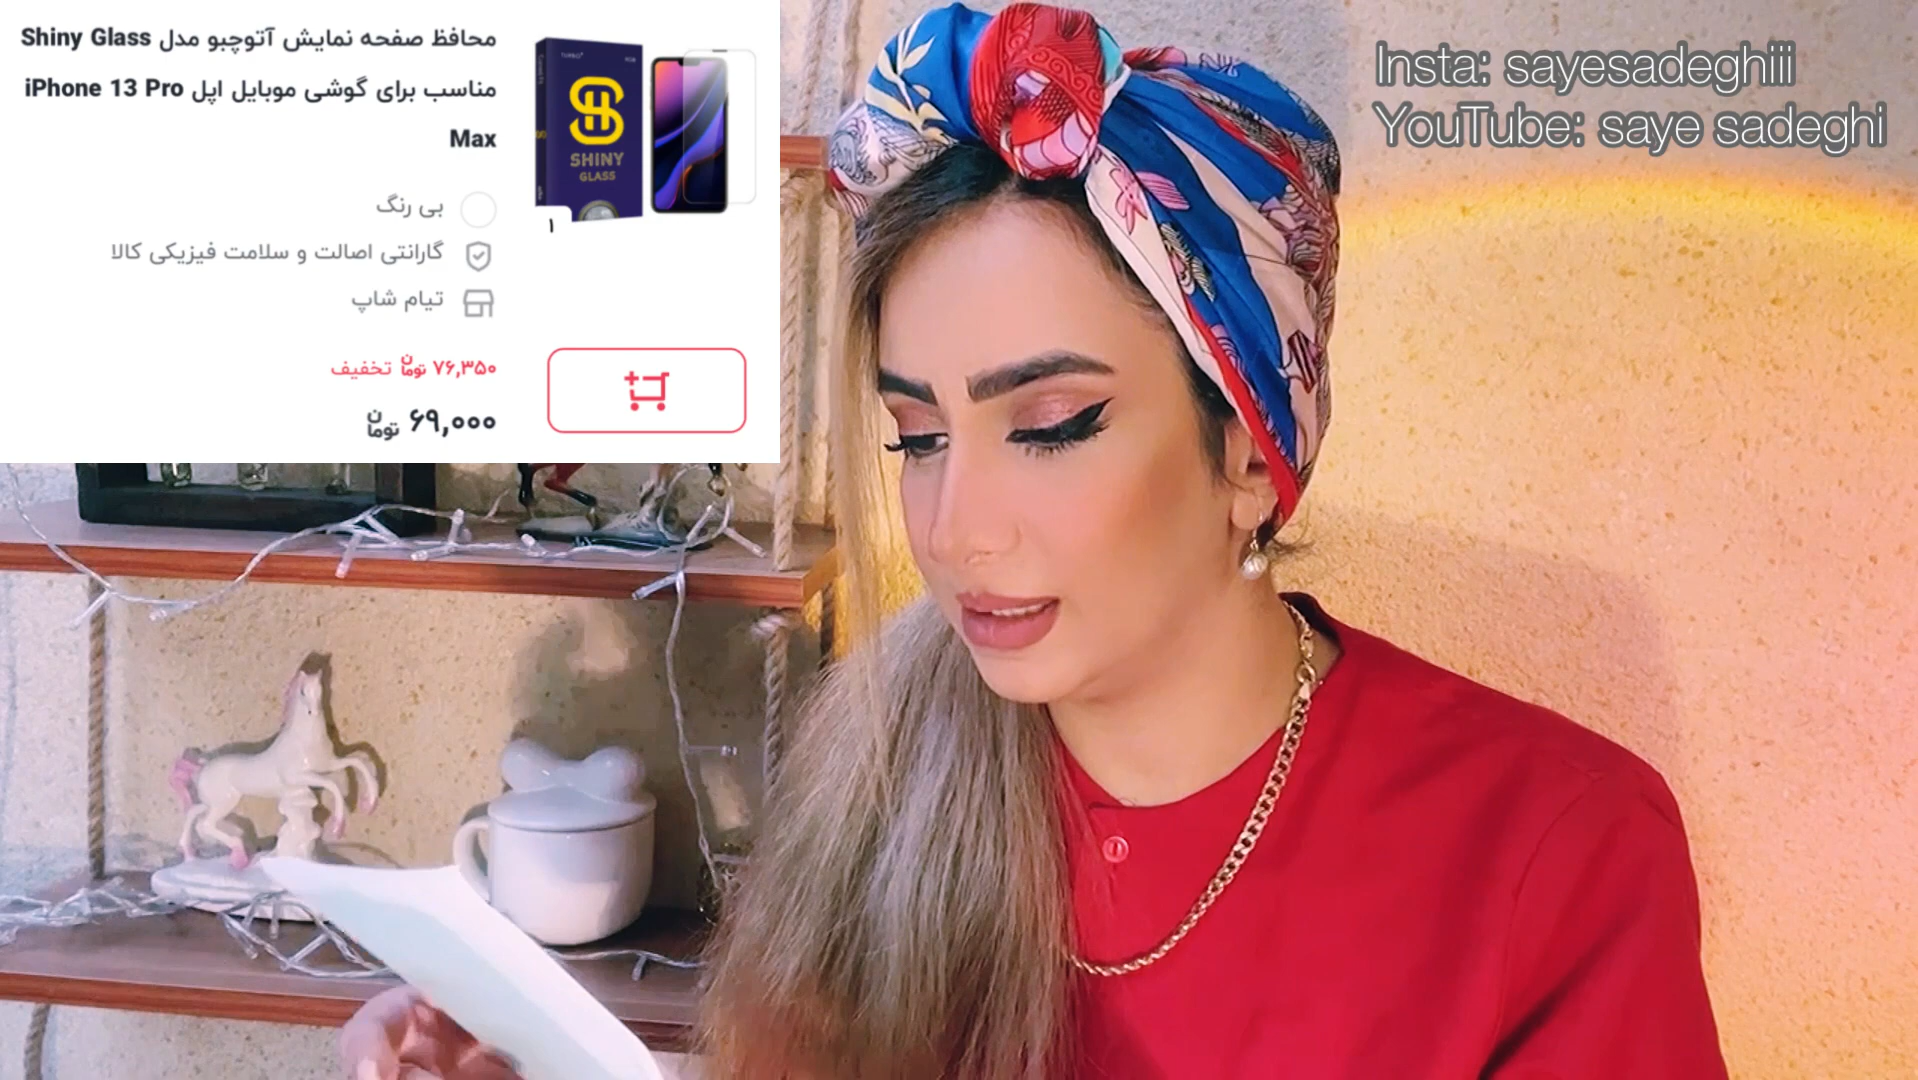 محافظ صفحه نمایش آتوچبو مدل Shiny Glass
مناسب برای گوشی موبایل اپل iPhone 13 Pro
Max
بی رنگ
گارانتی اصالت و سلامت فیزیکی کالا
تیام شاپ
۷۶,۳۵۰ تومان تخفیف
۶۹,۰۰۰ تومان
SHINY
GLASS
۱
Insta: sayesadeghiii
YouTube: saye sadeghi